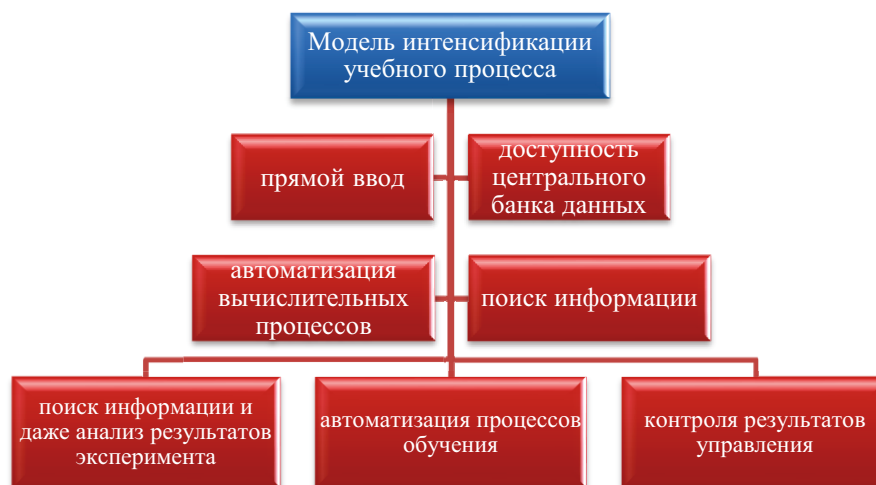 Модель интенсификации
учебного процесса
прямой ввод
доступность
центрального
банка данных
автоматизация
вычислительных
процессов
поиск информации
поиск информации и
даже анализ результатов
эксперимента
автоматизация процессов
обучения
контроля результатов
управления